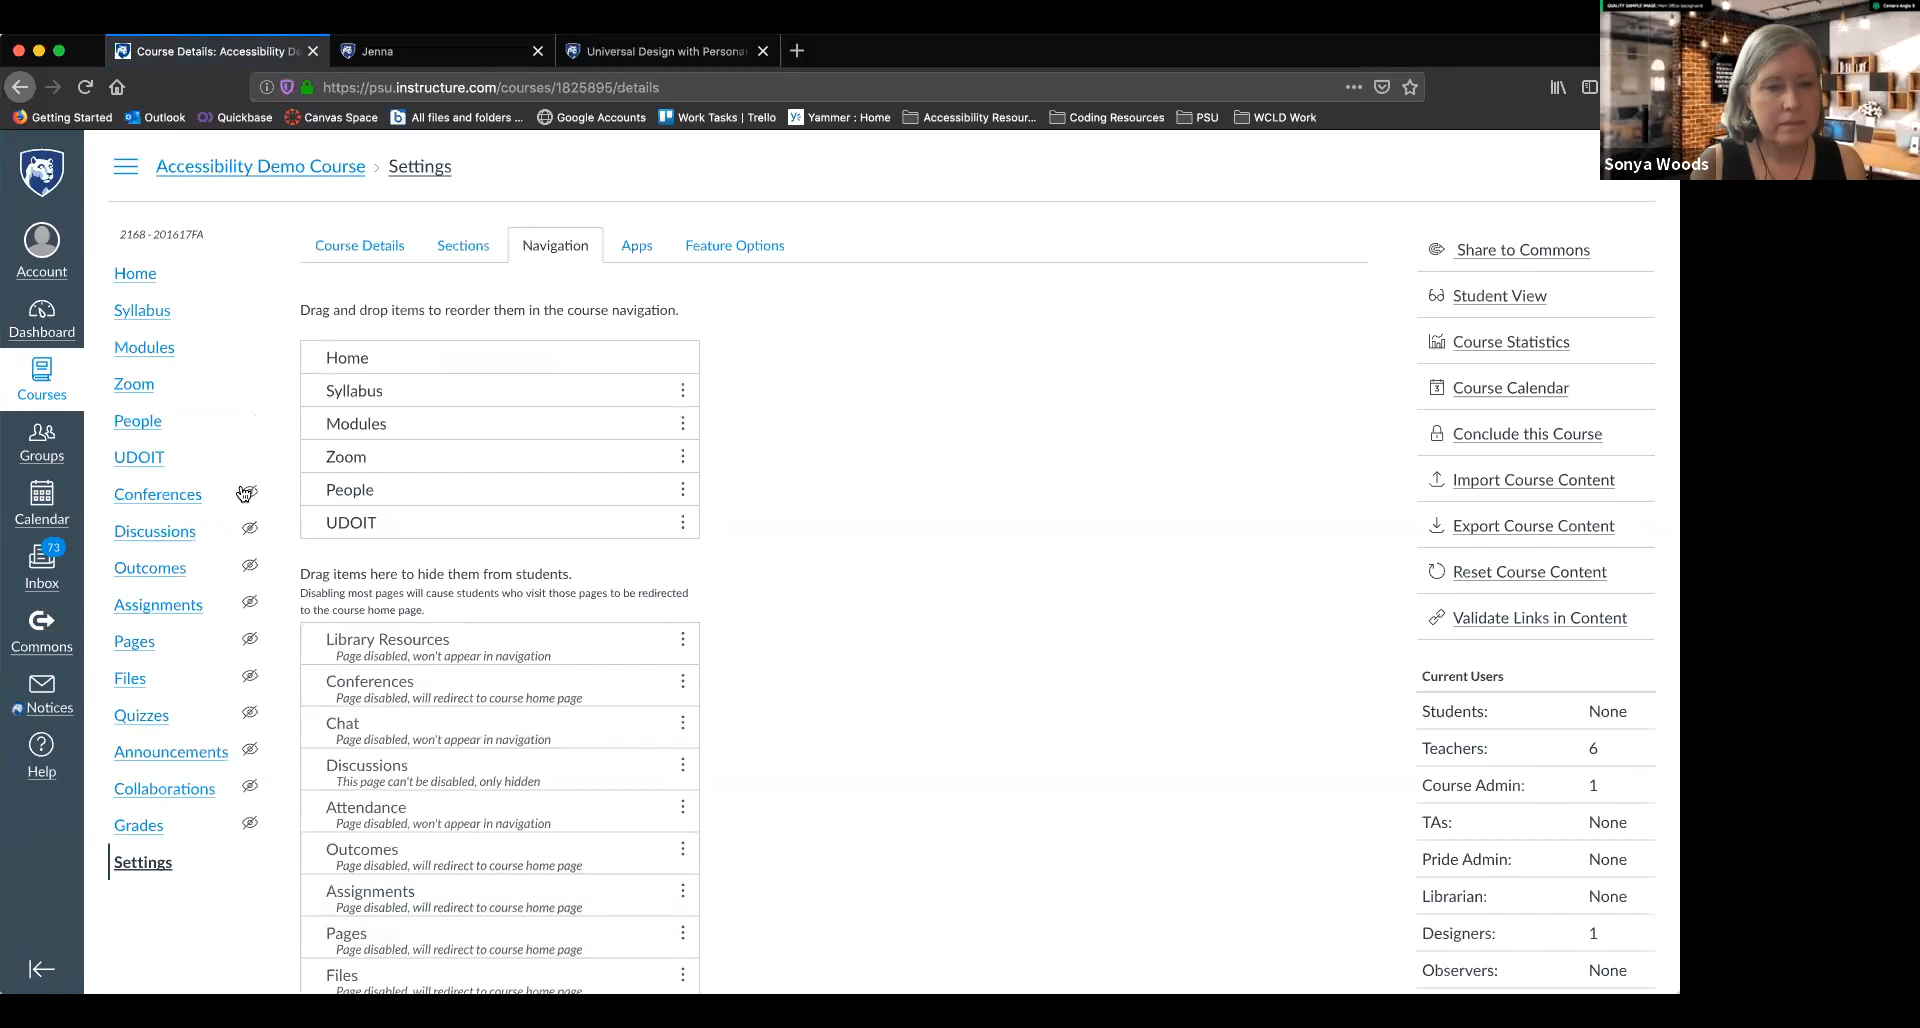 Course Details: Accessibility De
Jenna
Universal Design with Persona
https://psu.instructure.com/courses/1825895/details
Getting Started
Outlook
Quickbase
Canvas Space
All files and folders ...
Google Accounts
Work Tasks | Trello
Yammer : Home
Accessibility Resour...
Coding Resources
PSU
WCLD Work
Sonya Woods
Accessibility Demo Course › Settings
Account
Dashboard
Courses
Groups
Calendar
73
Inbox
Commons
Notices
Help
2168 - 201617FA
Home
Syllabus
Modules
Zoom
People
UDOIT
Conferences
Discussions
Outcomes
Assignments
Pages
Files
Quizzes
Announcements
Collaborations
Grades
Settings
Course Details
Sections
Navigation
Apps
Feature Options
Drag and drop items to reorder them in the course navigation.
Home
Syllabus
Modules
Zoom
People
UDOIT
Drag items here to hide them from students.
Disabling most pages will cause students who visit those pages to be redirected
to the course home page.
Library Resources
Page disabled, won't appear in navigation
Conferences
Page disabled, will redirect to course home page
Chat
Page disabled, won't appear in navigation
Discussions
This page can't be disabled, only hidden
Attendance
Page disabled, won't appear in navigation
Outcomes
Page disabled, will redirect to course home page
Assignments
Page disabled, will redirect to course home page
Pages
Page disabled, will redirect to course home page
Files
Page disabled, will redirect to course home page
Share to Commons
Student View
Course Statistics
Course Calendar
Conclude this Course
Import Course Content
Export Course Content
Reset Course Content
Validate Links in Content
Current Users
Students: None
Teachers: 6
Course Admin: 1
TAs: None
Pride Admin: None
Librarian: None
Designers: 1
Observers: None